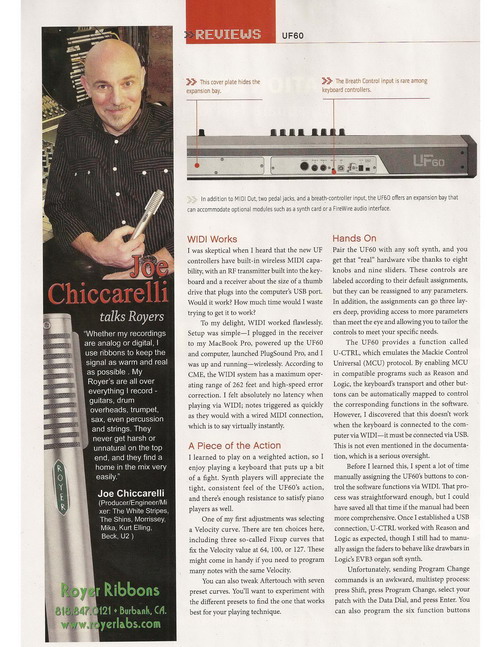 REVIEWS UF60
This cover plate hides the
expansion bay.
The Breath Control input is rare among
keyboard controllers.
UF60
In addition to MIDI Out, two pedal jacks, and a breath-controller input, the UF60 offers an expansion bay that
can accommodate optional modules such as a synth card or a FireWire audio interface.
Joe
Chiccarelli
talks Royers
"Whether my recordings
are analog or digital, I
use ribbons to keep the
signal as warm and real
as possible . My
Royer's are all over
everything I record -
guitars, drum
overheads, trumpet,
sax, even percussion
and strings. They
never get harsh or
unnatural on the top
end, and they find a
home in the mix very
easily."
Joe Chiccarelli
(Producer/Engineer/Mi
xer: The White Stripes,
The Shins, Morrissey,
Mika, Kurt Elling,
Beck, U2 )
ROYER
Royer Ribbons
818.847.0121 • Burbank, CA.
www.royerlabs.com
WIDI Works
I was skeptical when I heard that the new UF
controllers have built-in wireless MIDI capa-
bility, with an RF transmitter built into the key-
board and a receiver about the size of a thumb
drive that plugs into the computer's USB port.
Would it work? How much time would I waste
trying to get it to work?
To my delight, WIDI worked flawlessly.
Setup was simple—I plugged in the receiver
to my MacBook Pro, powered up the UF60
and computer, launched PlugSound Pro, and I
was up and running—wirelessly. According to
CME, the WIDI system has a maximum oper-
ating range of 262 feet and high-speed error
correction. I felt absolutely no latency when
playing via WIDI; notes triggered as quickly
as they would with a wired MIDI connection,
which is to say virtually instantly.
A Piece of the Action
I learned to play on a weighted action, so I
enjoy playing a keyboard that puts up a bit
of a fight. Synth players will appreciate the
tight, consistent feel of the UF60's action,
and there's enough resistance to satisfy piano
players as well.
One of my first adjustments was selecting
a Velocity curve. There are ten choices here,
including three so-called Fixup curves that
fix the Velocity value at 64, 100, or 127. These
might come in handy if you need to program
many notes with the same Velocity.
You can also tweak Aftertouch with seven
preset curves. You'll want to experiment with
the different presets to find the one that works
best for your playing technique.
Hands On
Pair the UF60 with any soft synth, and you
get that "real" hardware vibe thanks to eight
knobs and nine sliders. These controls are
labeled according to their default assignments,
but they can be reassigned to any parameters.
In addition, the assignments can go three lay-
ers deep, providing access to more parameters
than meet the eye and allowing you to tailor the
controls to meet your specific needs.
The UF60 provides a function called
U-CTRL, which emulates the Mackie Control
Universal (MCU) protocol. By enabling MCU
in compatible programs such as Reason and
Logic, the keyboard's transport and other but-
tons can be automatically mapped to control
the corresponding functions in the software.
However, I discovered that this doesn't work
when the keyboard is connected to the com-
puter via WIDI—it must be connected via USB.
This is not even mentioned in the documenta-
tion, which is a serious oversight.
Before I learned this, I spent a lot of time
manually assigning the UF60's buttons to con-
trol the software functions via WIDI. That pro-
cess was straightforward enough, but I could
have saved all that time if the manual had been
more comprehensive. Once I established a USB
connection, U-CTRL worked with Reason and
Logic as expected, though I still had to manu-
ally assign the faders to behave like drawbars in
Logic's EVB3 organ soft synth.
Unfortunately, sending Program Change
commands is an awkward, multistep process:
press Shift, press Program Change, select your
patch with the Data Dial, and press Enter. You
can also program the six function buttons